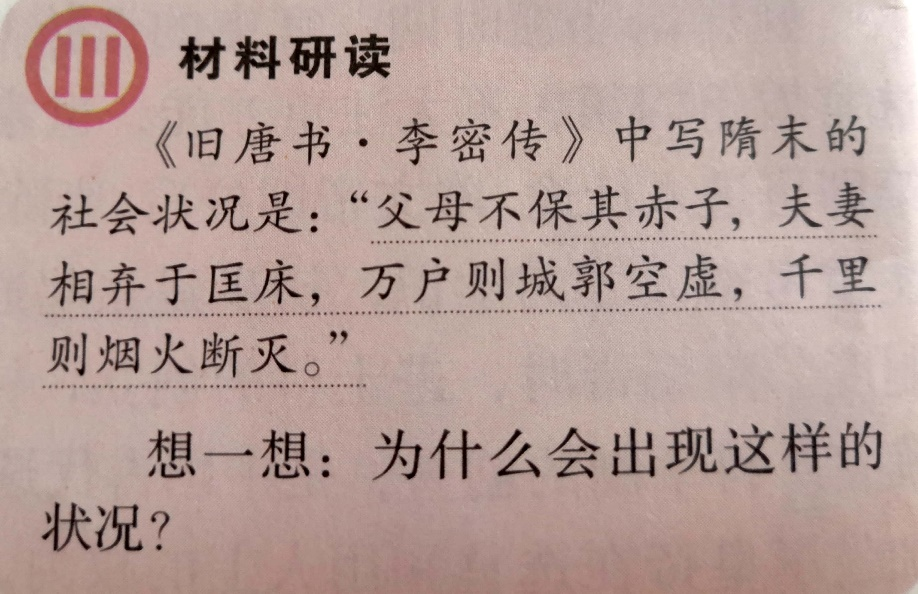 材料研读
《旧唐书·李密传》中写隋末的
社会状况是：“父母不保其赤子，夫妻
相弃于匡床，万户则城郭空虚，千里
则烟火断灭。”
想一想：为什么会出现这样的
状况？